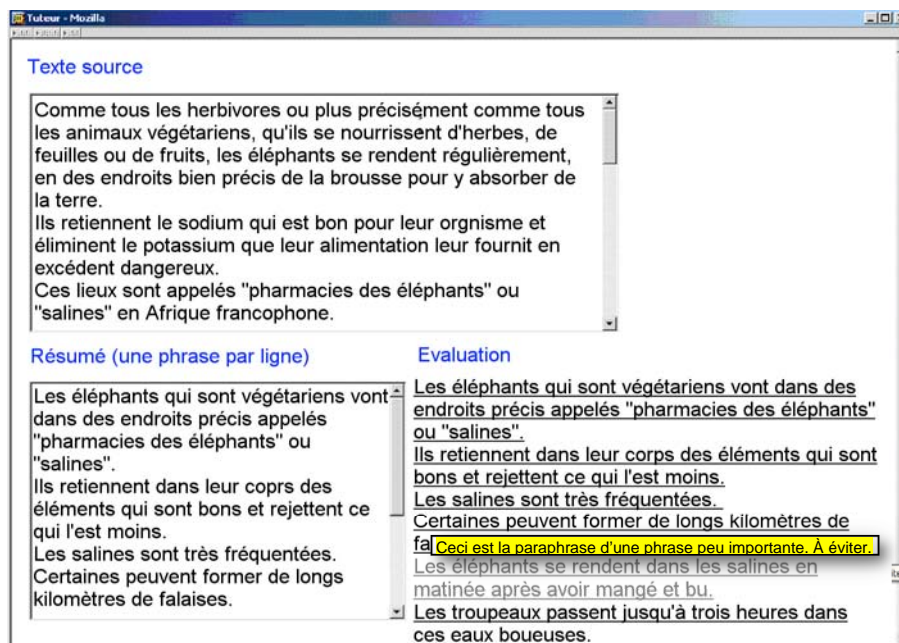 Tuteur - Mozilla
Texte source
Comme tous les herbivores ou plus précisément comme tous
les animaux végétariens, qu'ils se nourrissent d'herbes, de
feuilles ou de fruits, les éléphants se rendent régulièrement,
en des endroits bien précis de la brousse pour y absorber de
la terre.
Ils retiennent le sodium qui est bon pour leur orgnisme et
éliminent le potassium que leur alimentation leur fournit en
excédent dangereux.
Ces lieux sont appelés "pharmacies des éléphants" ou
"salines" en Afrique francophone.
Résumé (une phrase par ligne)
Les éléphants qui sont végétariens vont
dans des endroits précis appelés
"pharmacies des éléphants" ou
"salines".
Ils retiennent dans leur coprs des
éléments qui sont bons et rejettent ce
qui l'est moins.
Les salines sont très fréquentées.
Certaines peuvent former de longs
kilomètres de falaises.
Evaluation
Les éléphants qui sont végétariens vont dans des
endroits précis appelés "pharmacies des éléphants"
ou "salines".
Ils retiennent dans leur corps des éléments qui sont
bons et rejettent ce qui l'est moins.
Les salines sont très fréquentées.
Certaines peuvent former de longs kilomètres de
fa
Ceci est la paraphrase d'une phrase peu importante. À éviter.
Les éléphants se rendent dans les salines en
matinée après avoir mangé et bu.
Les troupeaux passent jusqu'à trois heures dans
ces eaux boueuses.